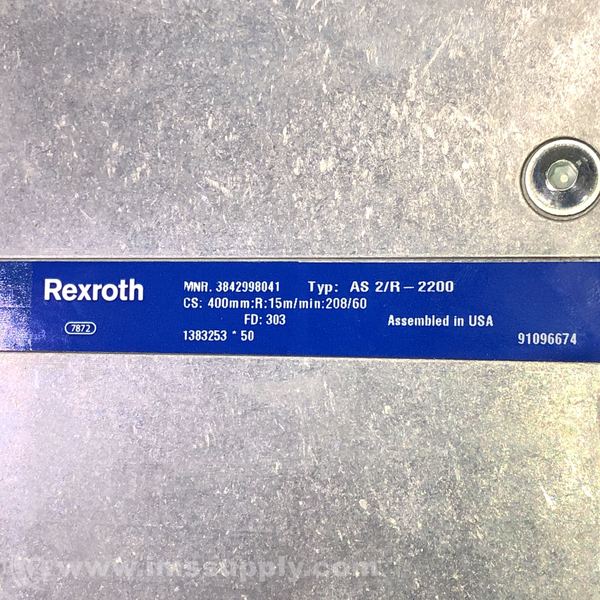 Rexroth
7872
MNR. 3842998041 Typ: AS 2/R-2200
CS: 400mm:R:15m/min:208/60
FD: 303
Assembled in USA
1383253 * 50
91096674
www.imssupply.com